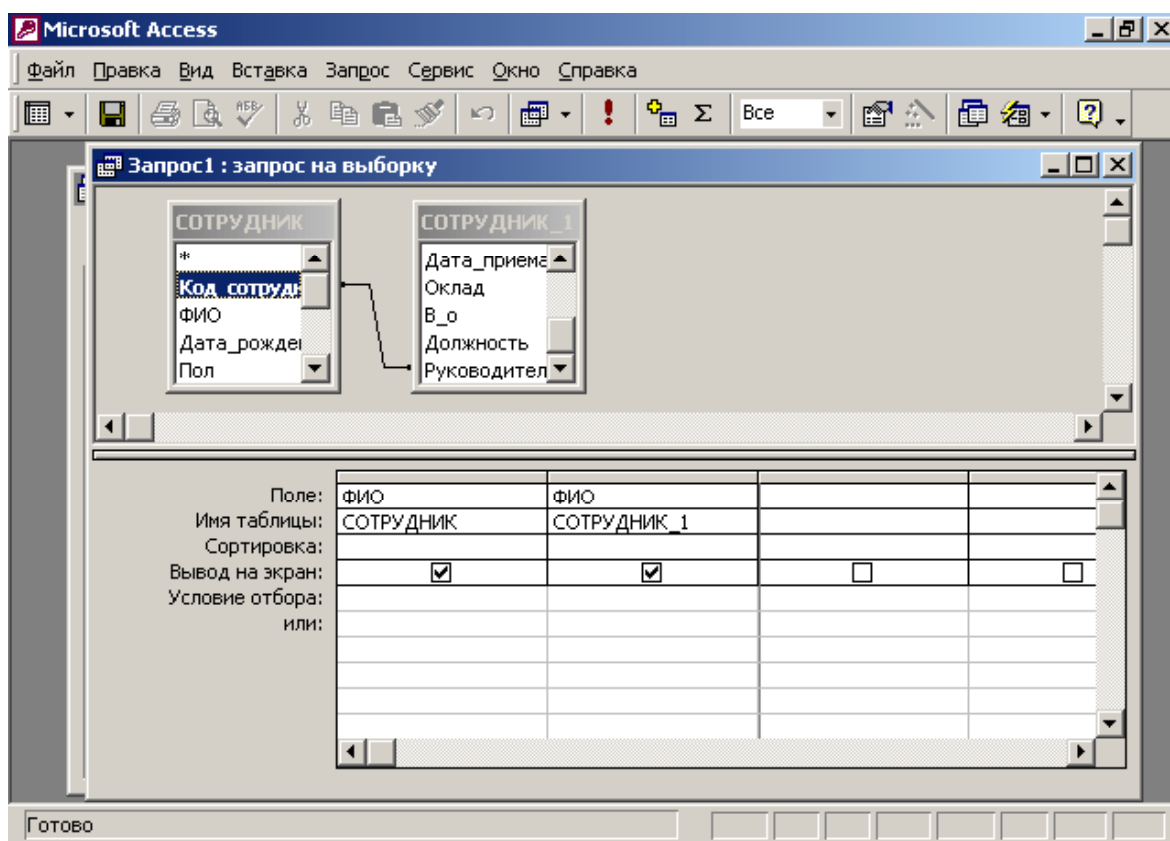 Microsoft Access
Файл Правка Вид Вставка Запрос Сервис Окно Справка
Все
Запрос1 : запрос на выборку
СОТРУДНИК
*
Код_сотрудн
ФИО
Дата_рожде
Пол
СОТРУДНИК_1
Дата_приема
Оклад
В_о
Должность
Руководител
Поле: ФИО ФИО
Имя таблицы: СОТРУДНИК СОТРУДНИК_1
Сортировка:
Вывод на экран:
Условие отбора:
или:
Готово